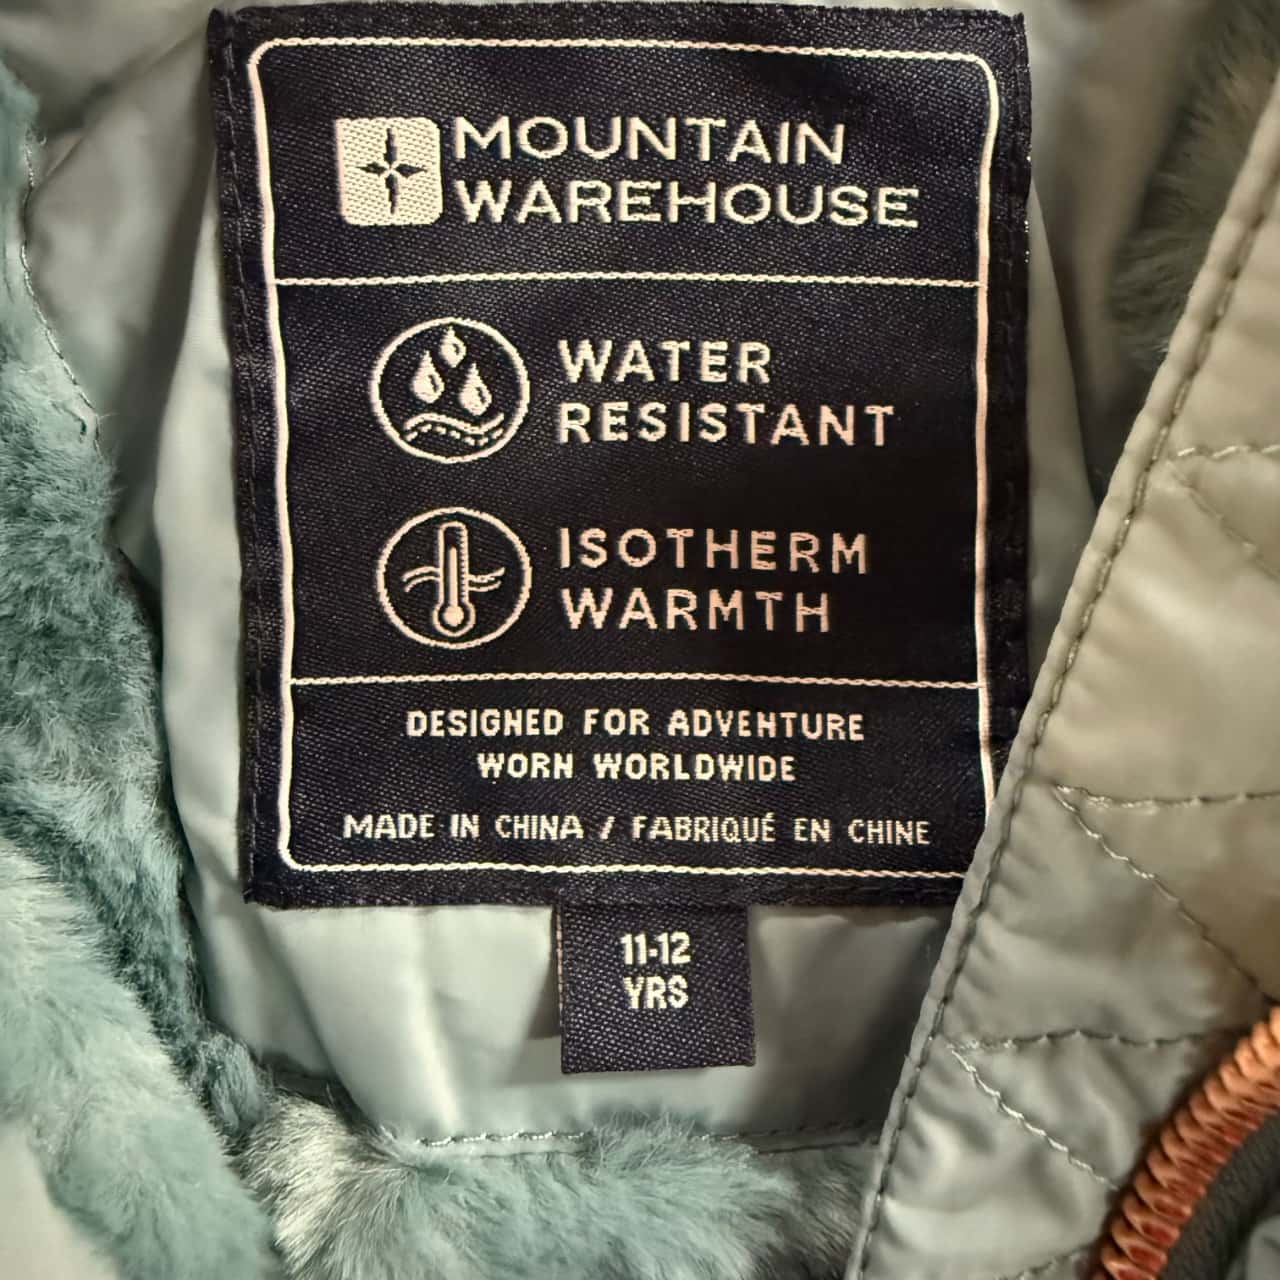 MOUNTAIN
WAREHOUSE
WATER
RESISTANT
ISOTHERM
WARMTH
DESIGNED FOR ADVENTURE
WORN WORLDWIDE
MADE IN CHINA / FABRIQUÉ EN CHINE
11-12
YRS